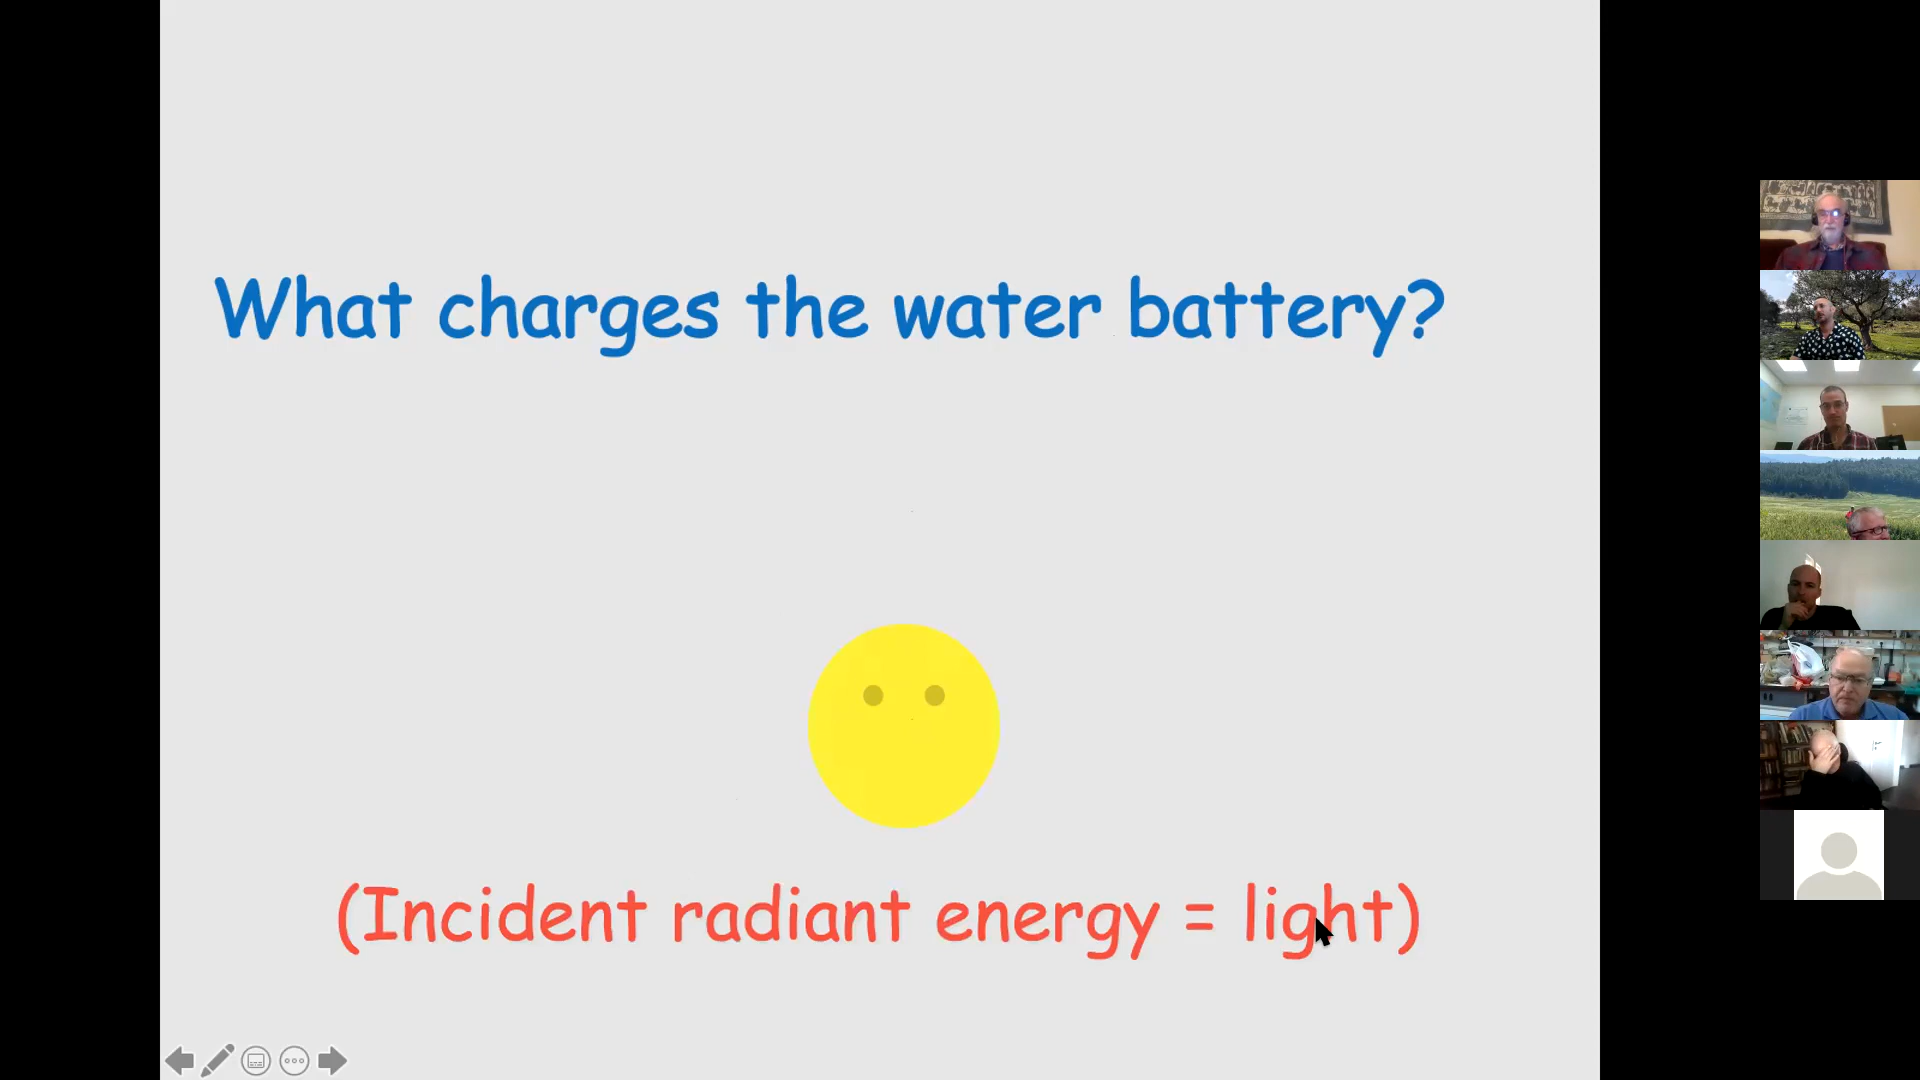 What charges the water battery?
(Incident radiant energy = light)